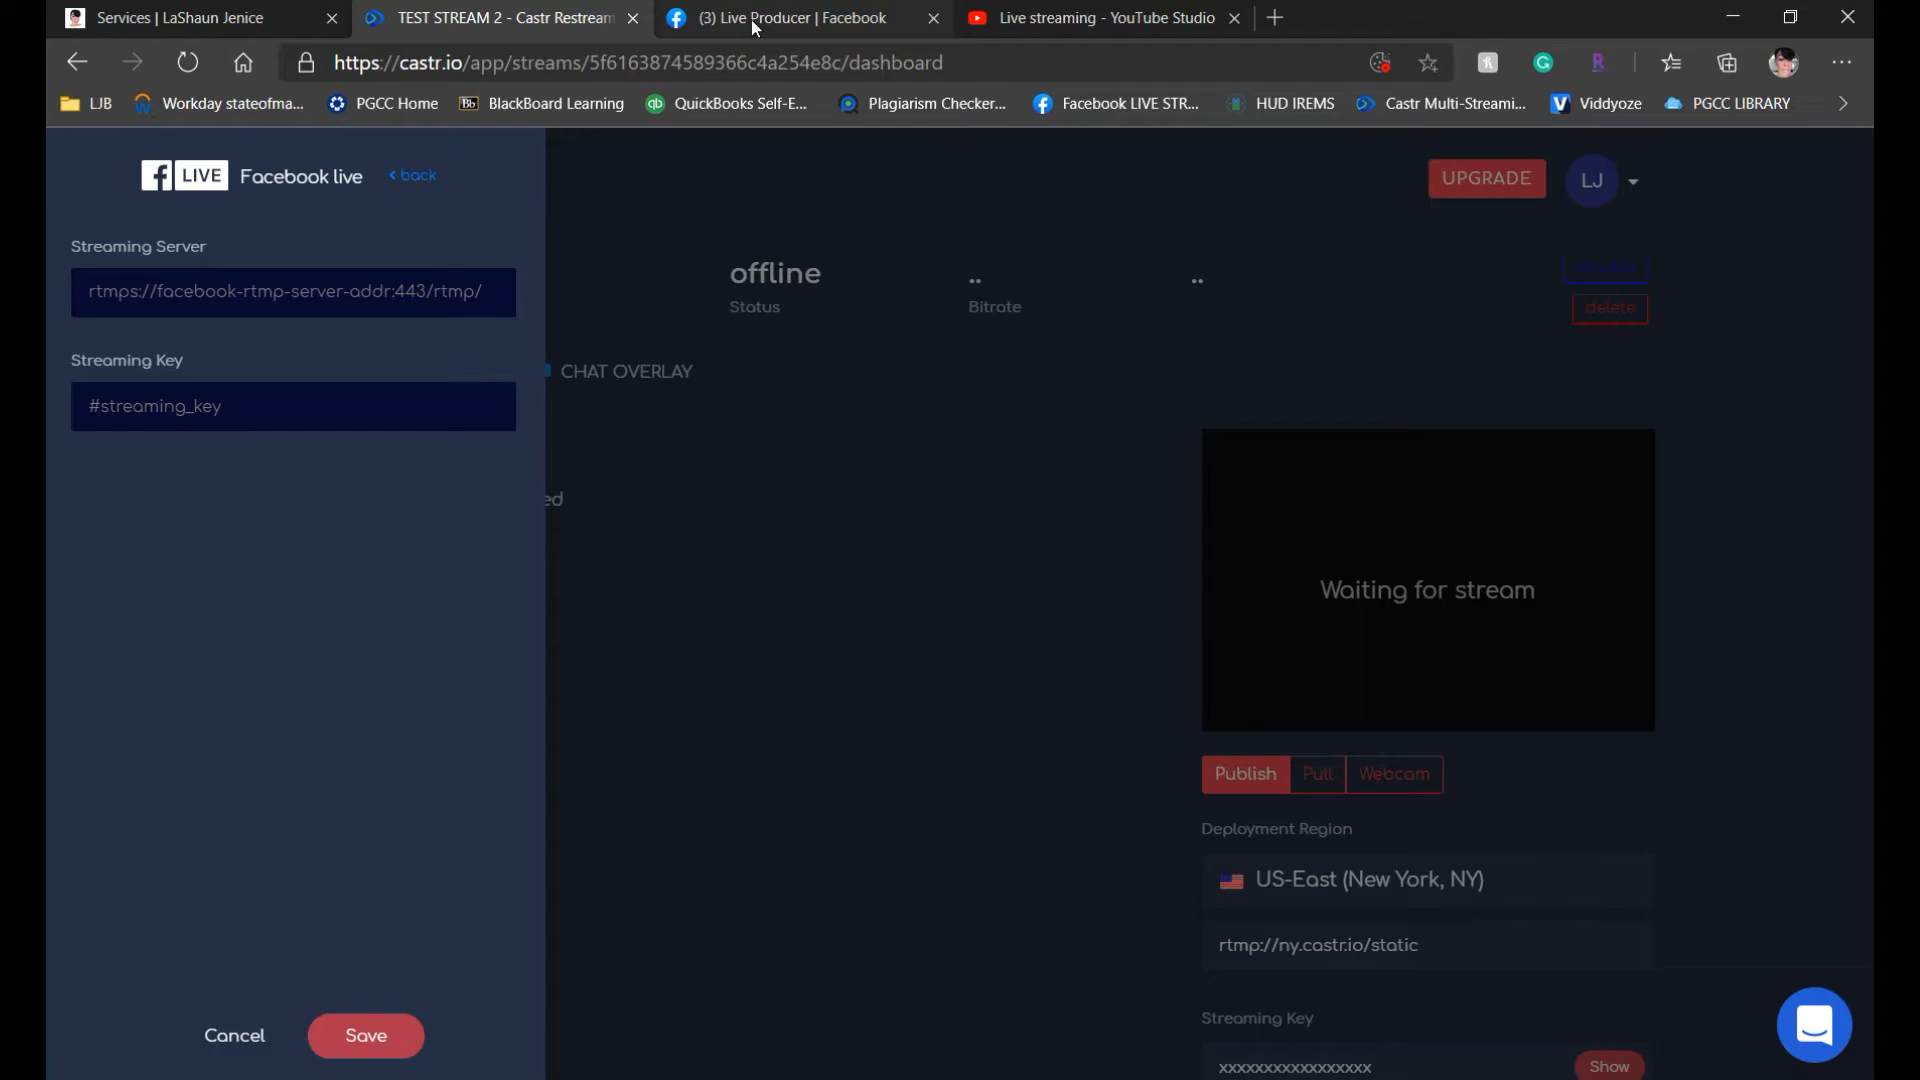 Services | LaShaun Jenice
TEST STREAM 2 - Castr Restream
(3) Live Producer | Facebook
Live streaming - YouTube Studio
https://castr.io/app/streams/5f6163874589366c4a254e8c/dashboard
LJB
Workday stateofma...
PGCC Home
Bb BlackBoard Learning
qb QuickBooks Self-E...
Plagiarism Checker...
Facebook LIVE STR...
HUD IREMS
Castr Multi-Streami...
Viddyoze
PGCC LIBRARY
LIVE Facebook live
back
UPGRADE
LJ
Streaming Server
rtmps://facebook-rtmp-server-addr:443/rtmp/
offline
..
..
Status
Bitrate
delete
Streaming Key
#streaming_key
CHAT OVERLAY
ed
Waiting for stream
Publish
Pull
Webcam
Deployment Region
US-East (New York, NY)
rtmp://ny.castr.io/static
Streaming Key
xxxxxxxxxxxxxxxxx
Show
Cancel
Save